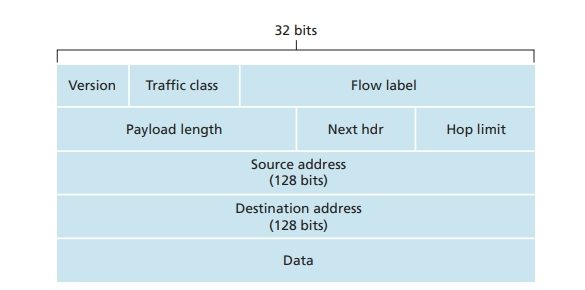 32 bits
Version Traffic class Flow label
Payload length Next hdr Hop limit
Source address
(128 bits)
Destination address
(128 bits)
Data